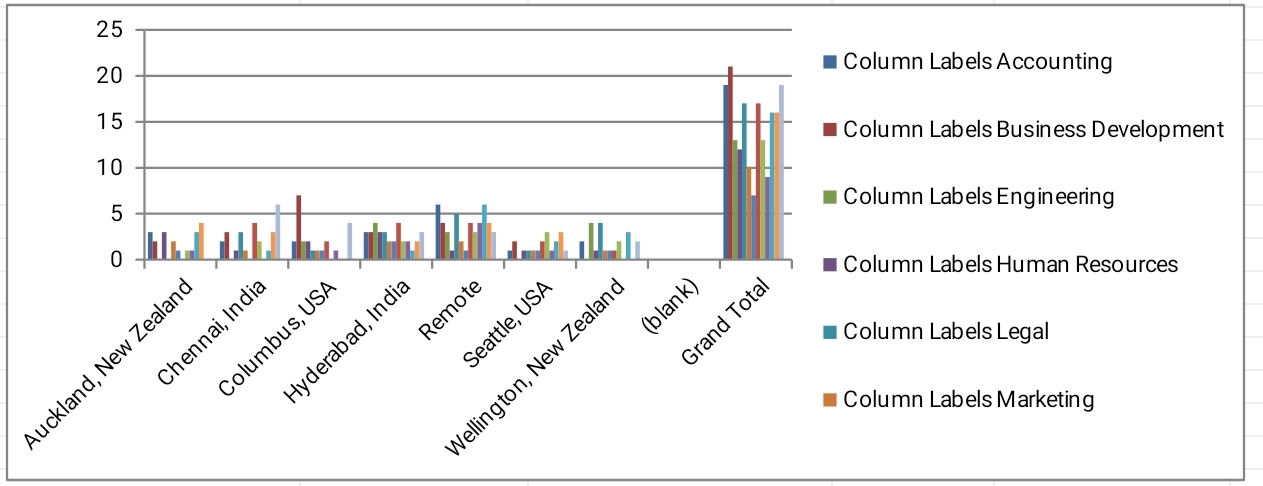 25
20
15
10
5
0
Auckland, New Zealand
Chennai, India
Columbus, USA
Hyderabad, India
Remote
Seattle, USA
Wellington, New Zealand
(blank)
Grand Total
Column Labels Accounting
Column Labels Business Development
Column Labels Engineering
Column Labels Human Resources
Column Labels Legal
Column Labels Marketing